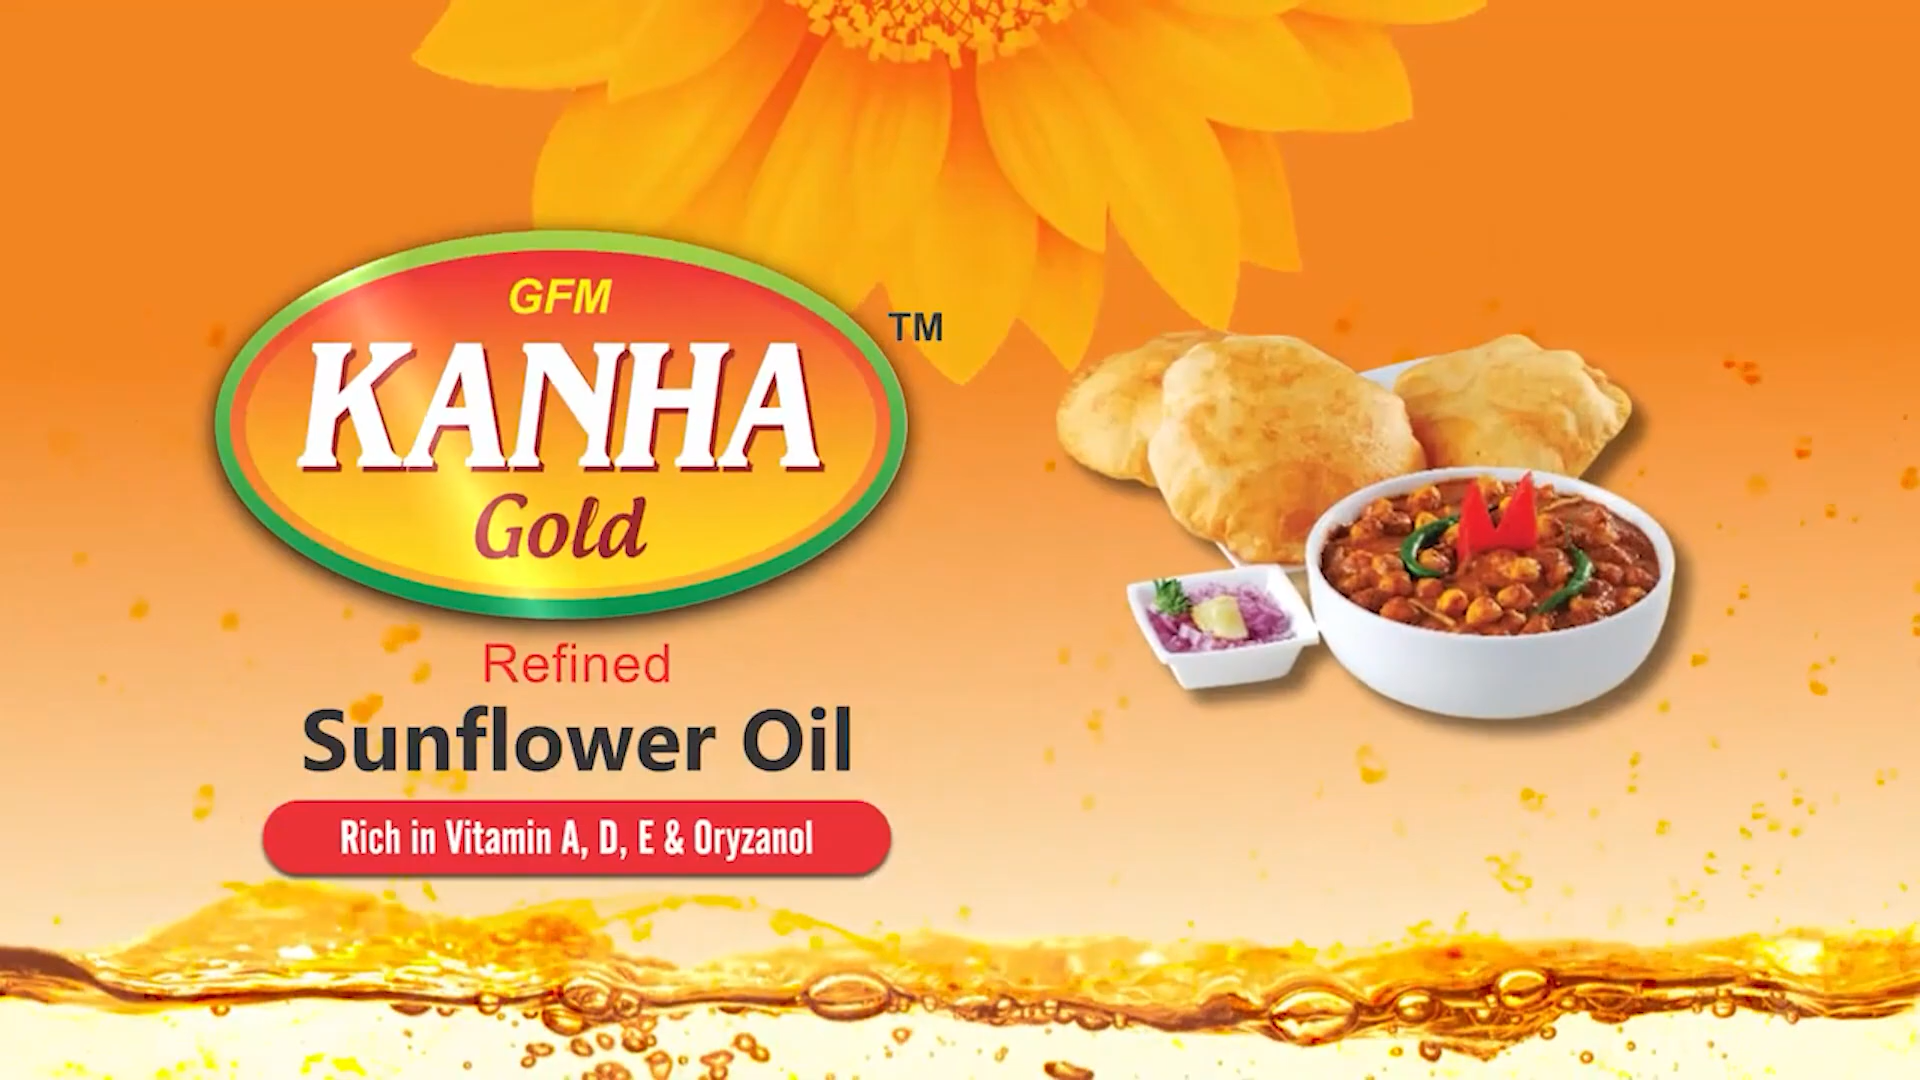 GFM
KANHA
TM
Gold
Refined
Sunflower Oil
Rich in Vitamin A, D, E & Oryzanol